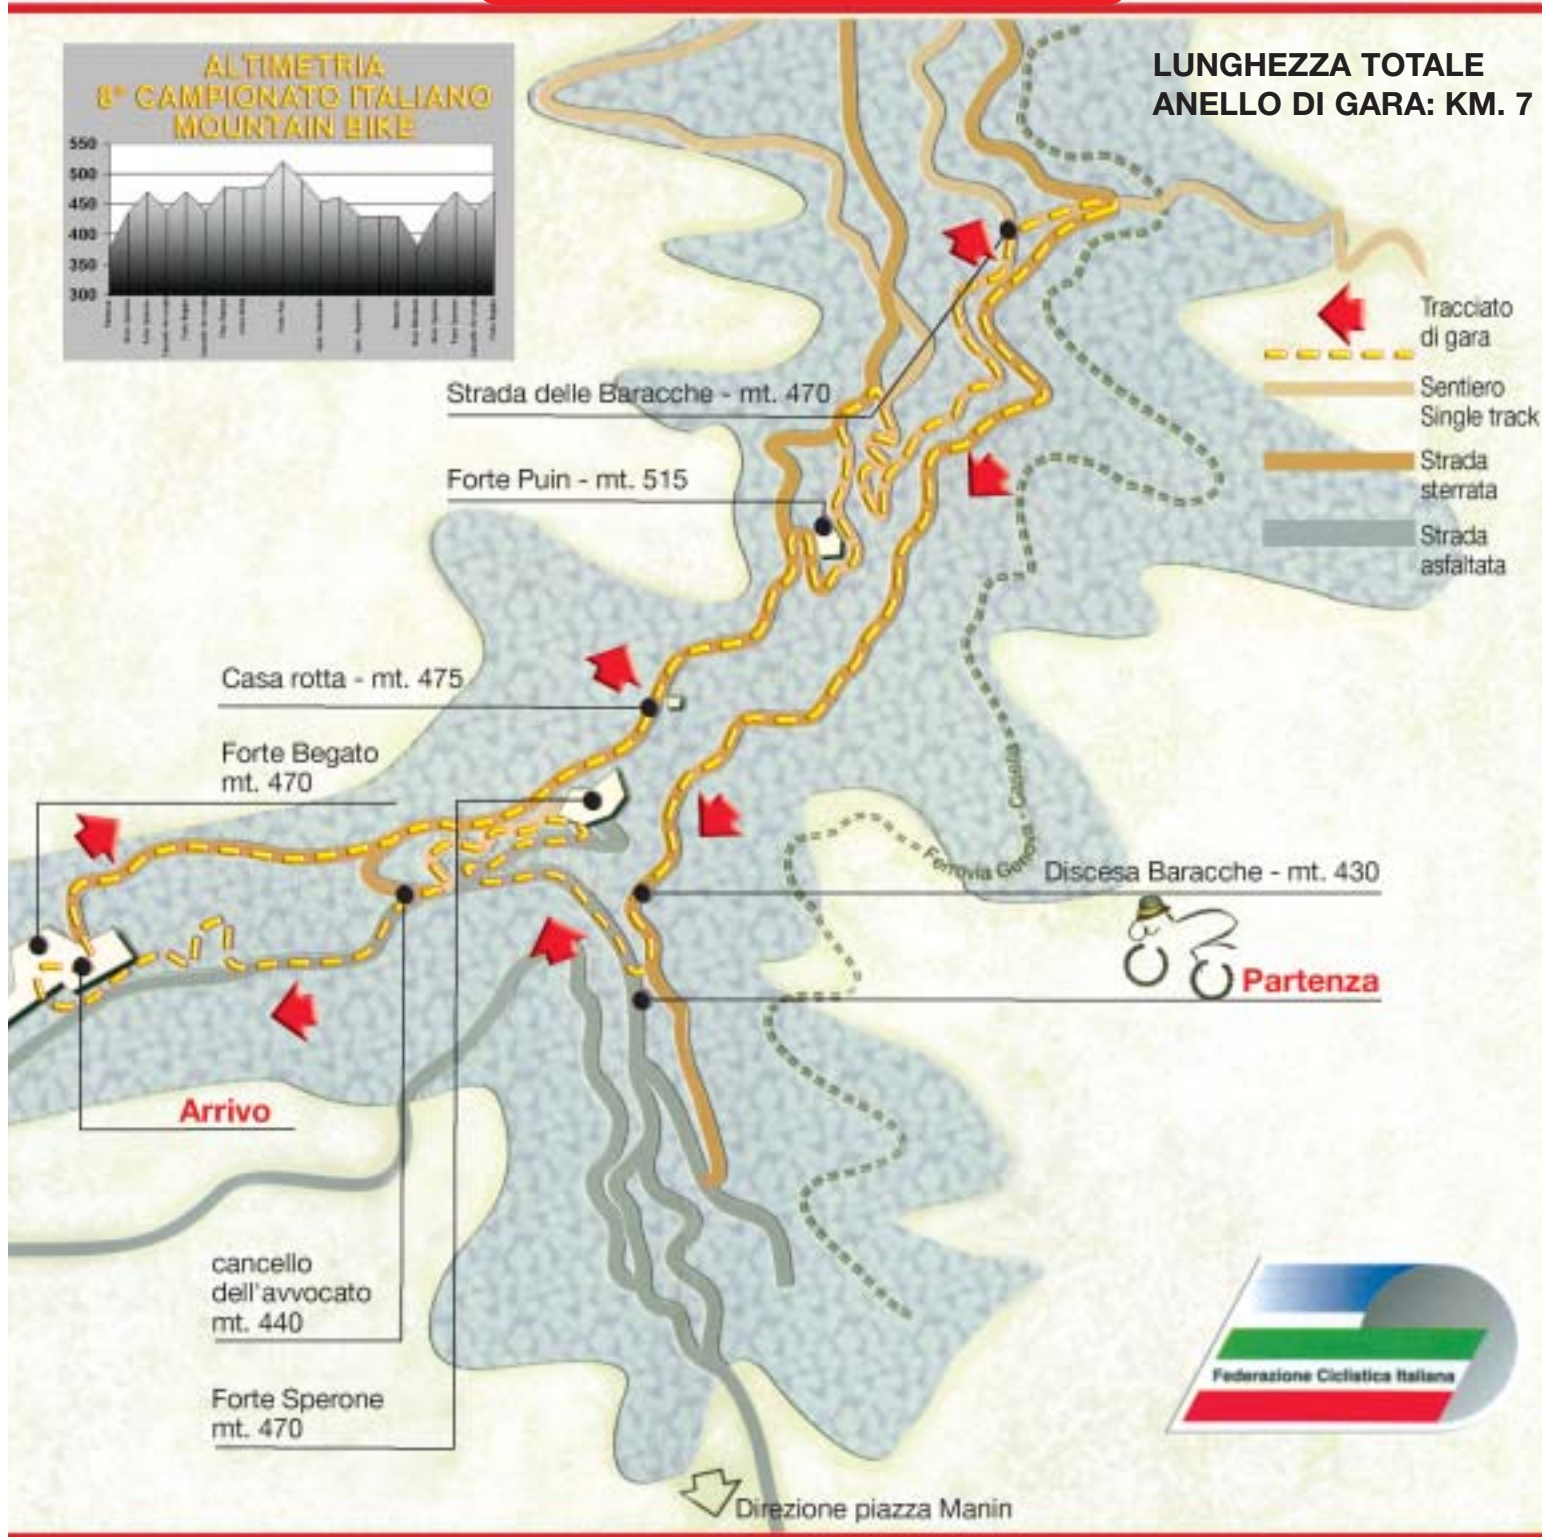 ALTIMETRIA
8° CAMPIONATO ITALIANO
MOUNTAIN BIKE
550
500
450
400
350
300
LUNGHEZZA TOTALE
ANELLO DI GARA: KM. 7
Tracciato
di gara
Sentiero
Single track
Strada
sterrata
Strada
asfaltata
Strada delle Baracche - mt. 470
Forte Puin - mt. 515
Casa rotta - mt. 475
Forte Begato
mt. 470
Ferrovia Genova - Casella
Discesa Baracche - mt. 430
Partenza
Arrivo
cancello
dell'avvocato
mt. 440
Forte Sperone
mt. 470
Federazione Ciclistica Italiana
Direzione piazza Manin